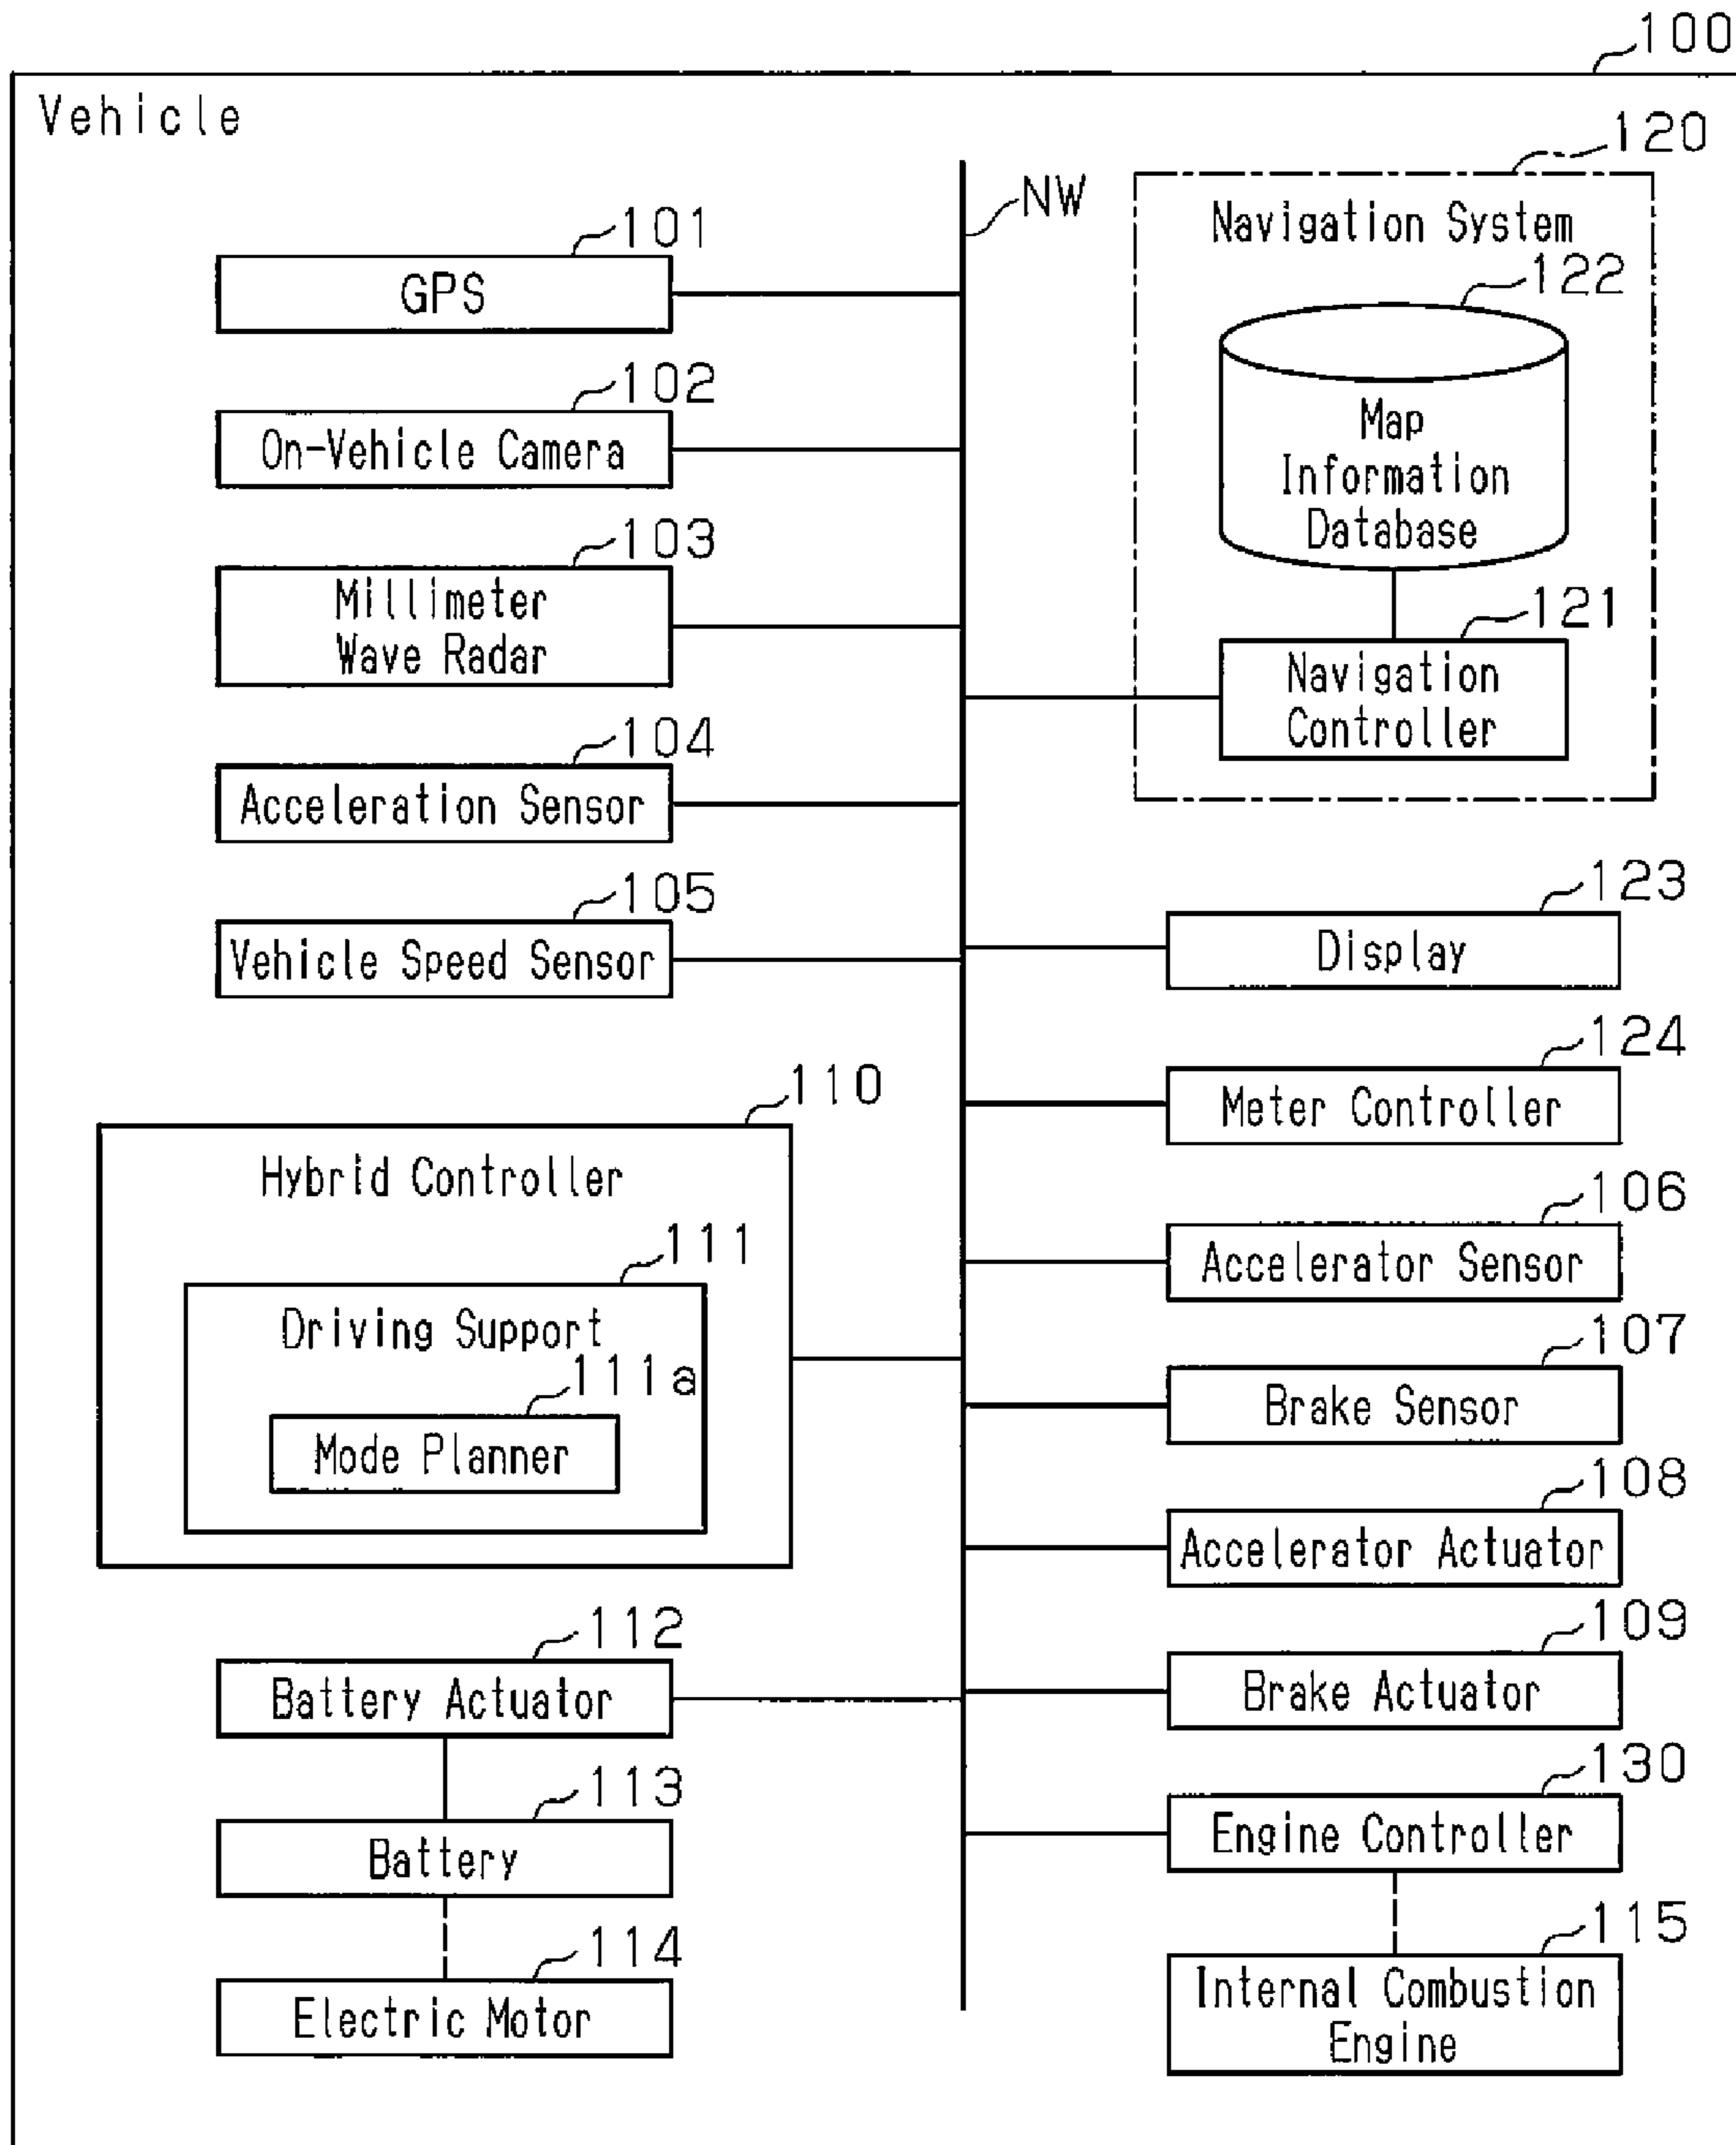 100
Vehicle
120
NW
Navigation System
101
GPS
122
Map
Information
Database
102
On-Vehicle Camera
103
Millimeter
Wave Radar
121
Navigation
Controller
104
Acceleration Sensor
105
Vehicle Speed Sensor
123
Display
124
Meter Controller
110
Hybrid Controller
106
Accelerator Sensor
111
Driving Support
107
Brake Sensor
111a
Mode Planner
108
Accelerator Actuator
112
Battery Actuator
109
Brake Actuator
113
Battery
130
Engine Controller
114
Electric Motor
115
Internal Combustion
Engine